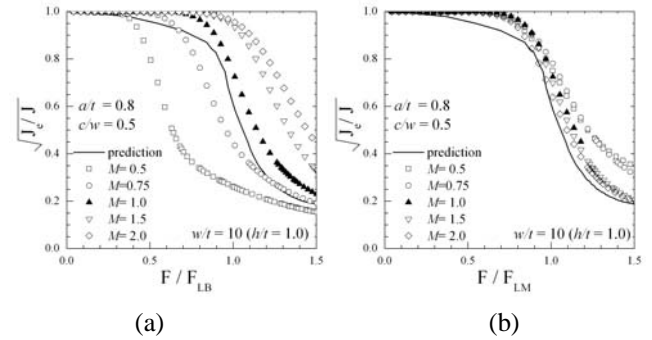 1.0
0.8
0.6
0.4
0.2
0.0 0.5 1.0 1.5
√J_e / J
F / F_LB
a/t = 0.8
c/w = 0.5
prediction
M= 0.5
M=0.75
M= 1.0
M= 1.5
M= 2.0
w/t = 10 (h/t = 1.0)
(a)
1.0
0.8
0.6
0.4
0.2
0.0 0.5 1.0 1.5
√J_e / J
F / F_LM
a/t = 0.8
c/w = 0.5
prediction
M= 0.5
M= 0.75
M= 1.0
M= 1.5
M= 2.0
w/t = 10 (h/t = 1.0)
(b)